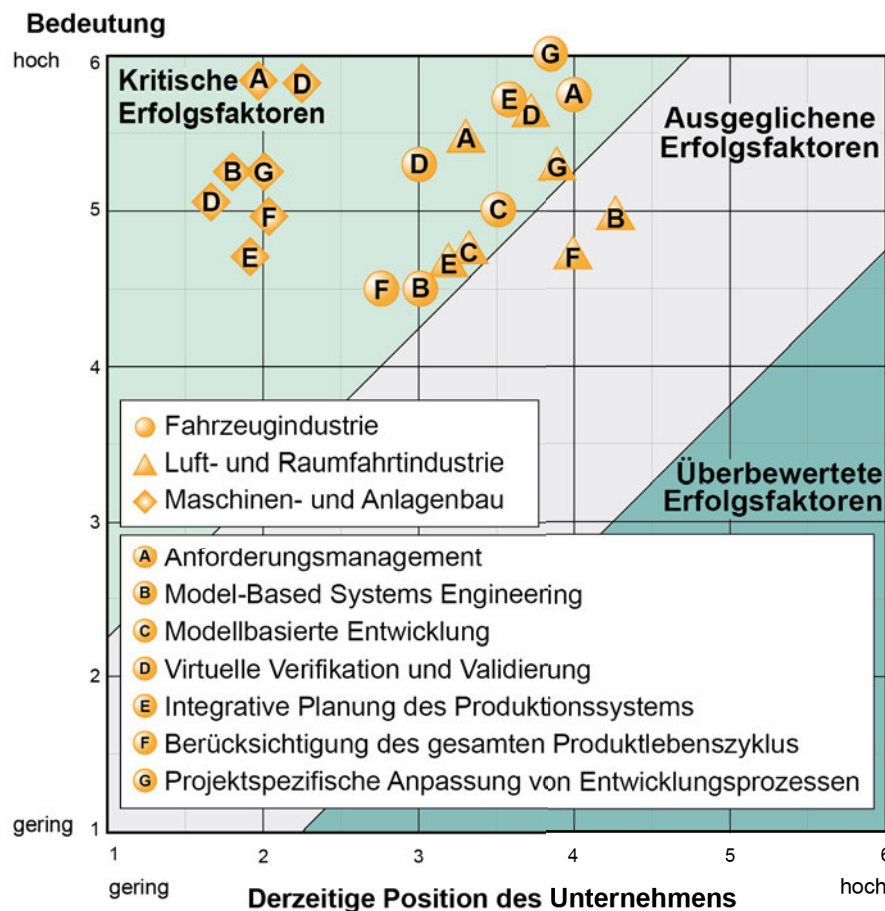 Bedeutung
hoch
6
Kritische
Erfolgsfaktoren
A
D
G
E
A
D
A
Ausgeglichene
Erfolgsfaktoren
B
G
D
G
D
F
5
C
B
E
C
E
F
F
B
4
Fahrzeugindustrie
Luft- und Raumfahrtindustrie
Maschinen- und Anlagenbau
Überbewertete
Erfolgsfaktoren
3
A Anforderungsmanagement
B Model-Based Systems Engineering
C Modellbasierte Entwicklung
2
D Virtuelle Verifikation und Validierung
E Integrative Planung des Produktionssystems
F Berücksichtigung des gesamten Produktlebenszyklus
G Projektspezifische Anpassung von Entwicklungsprozessen
gering 1
1 2 3 4 5 6
gering Derzeitige Position des Unternehmens hoch